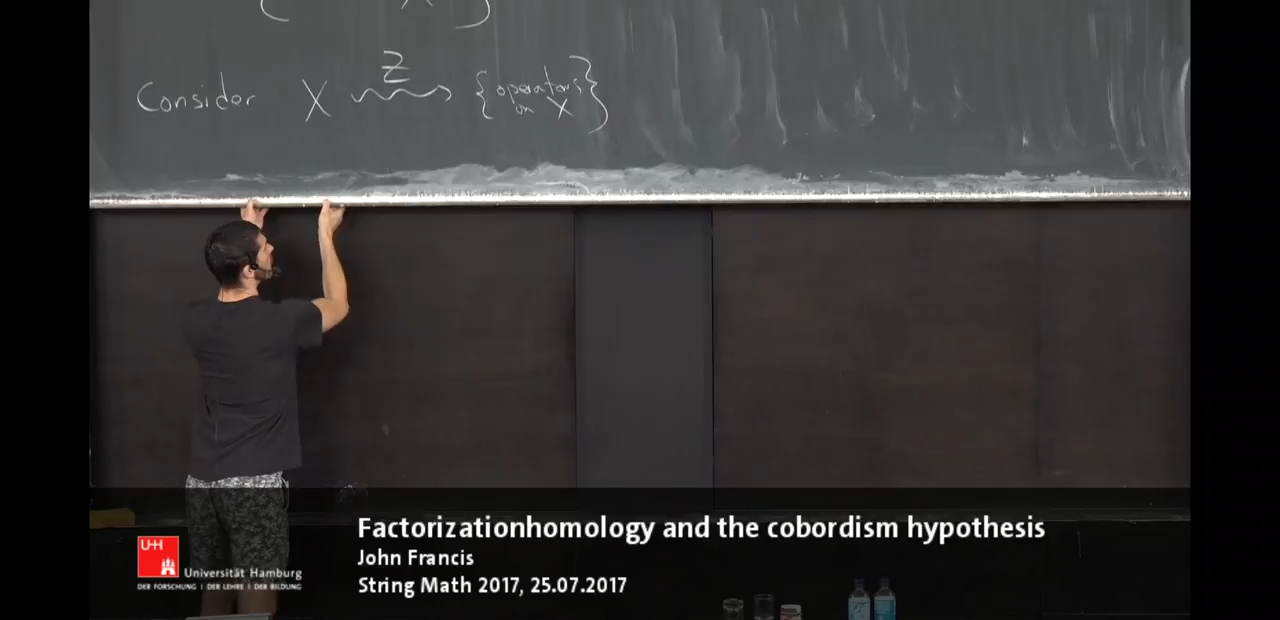 Consider X Z {operators on X}
U+H
Universität Hamburg
DER FORSCHUNG | DER LEHRE | DER BILDUNG
Factorizationhomology and the cobordism hypothesis
John Francis
String Math 2017, 25.07.2017